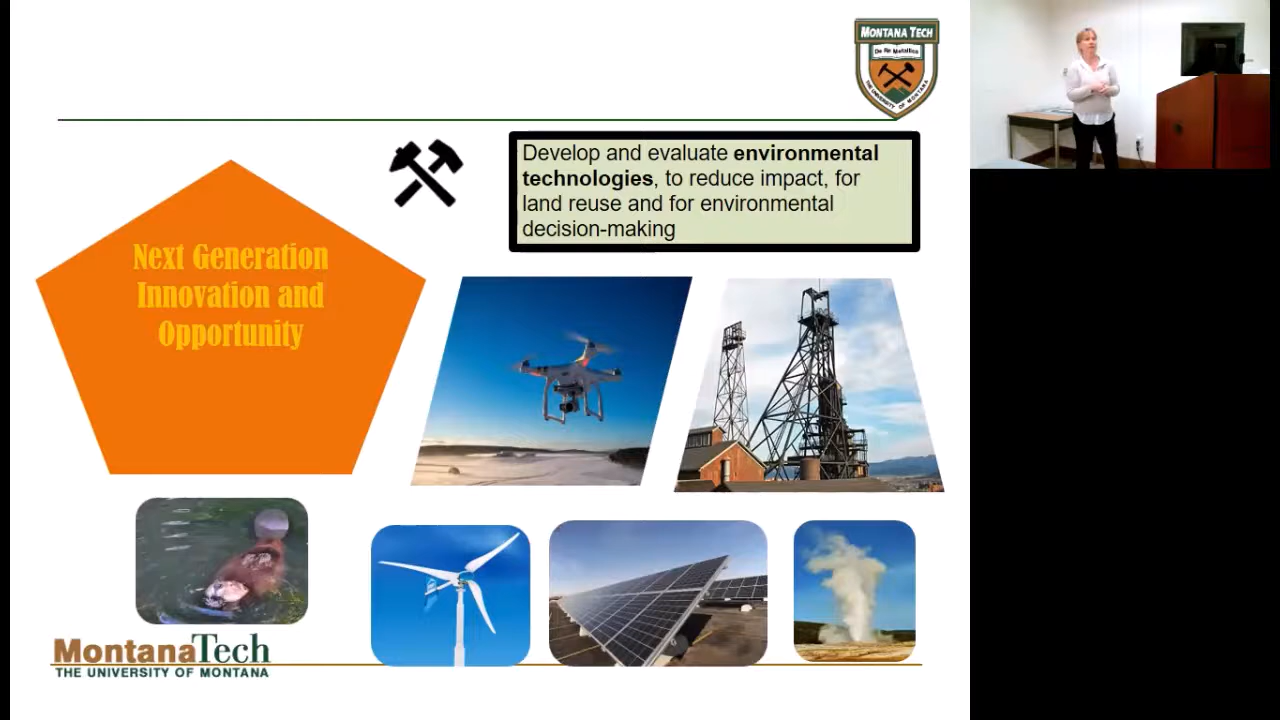 MONTANA TECH
De Re Metallica
THE UNIVERSITY OF MONTANA
Develop and evaluate environmental
technologies, to reduce impact, for
land reuse and for environmental
decision-making
Next Generation
Innovation and
Opportunity
MontanaTech
THE UNIVERSITY OF MONTANA